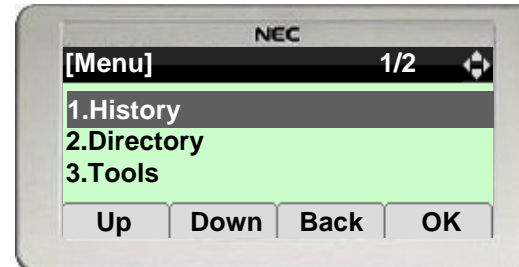 NEC
[Menu] 1/2
1.History
2.Directory
3.Tools
Up Down Back OK